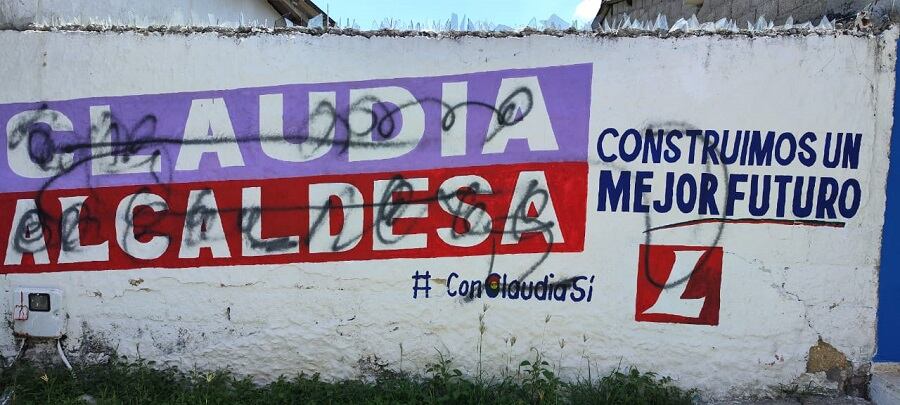 CLAUDIA
ALCALDESA
CONSTRUIMOS UN
MEJOR FUTURO
# ConClaudiaSí
L